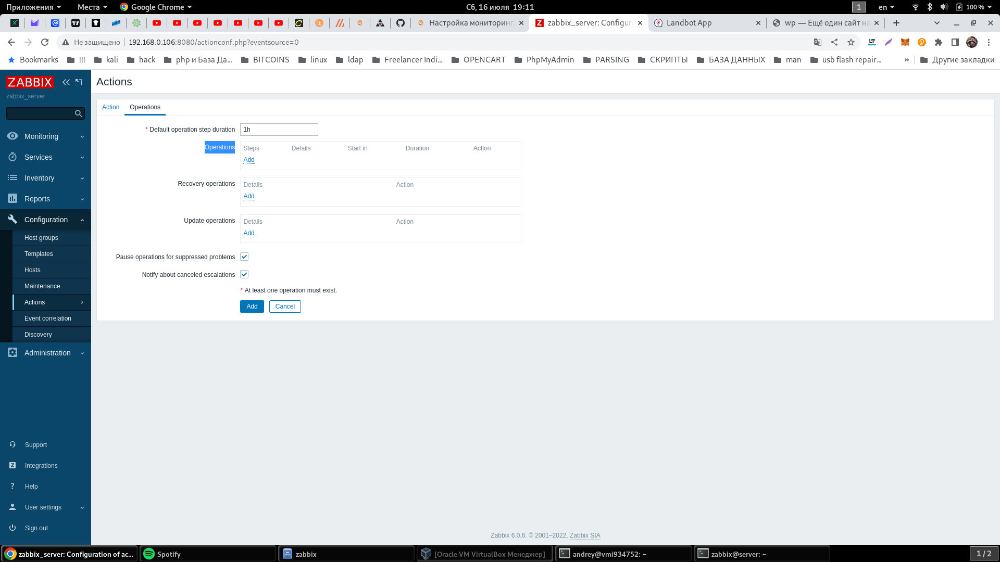 Приложения Места Google Chrome Сб, 16 июля 19:11 1 en 100 %
Настройка мониторинг zabbix_server: Configur Landbot App wp — Ещё один сайт на
Не защищено 192.168.0.106:8080/actionconf.php?eventsource=0
Bookmarks !!! kali hack php и База Да... BITCOINS linux ldap Freelancer Indi... OPENCART PhpMyAdmin PARSING СКРИПТЫ БАЗА ДАННЫХ man usb flash repair... » Другие закладки
ZABBIX
zabbix_server
Monitoring
Services
Inventory
Reports
Configuration
Host groups
Templates
Hosts
Maintenance
Actions
Event correlation
Discovery
Administration
Support
Integrations
Help
User settings
Sign out
Actions
Action Operations
* Default operation step duration 1h
Operations Steps Details Start in Duration Action
Add
Recovery operations Details Action
Add
Update operations Details Action
Add
Pause operations for suppressed problems
Notify about canceled escalations
* At least one operation must exist.
Add Cancel
Zabbix 6.0.6. © 2001–2022, Zabbix SIA
zabbix_server: Configuration of ac... Spotify zabbix [Oracle VM VirtualBox Менеджер] andrey@vmi934752: ~ zabbix@server: ~ 1 / 2